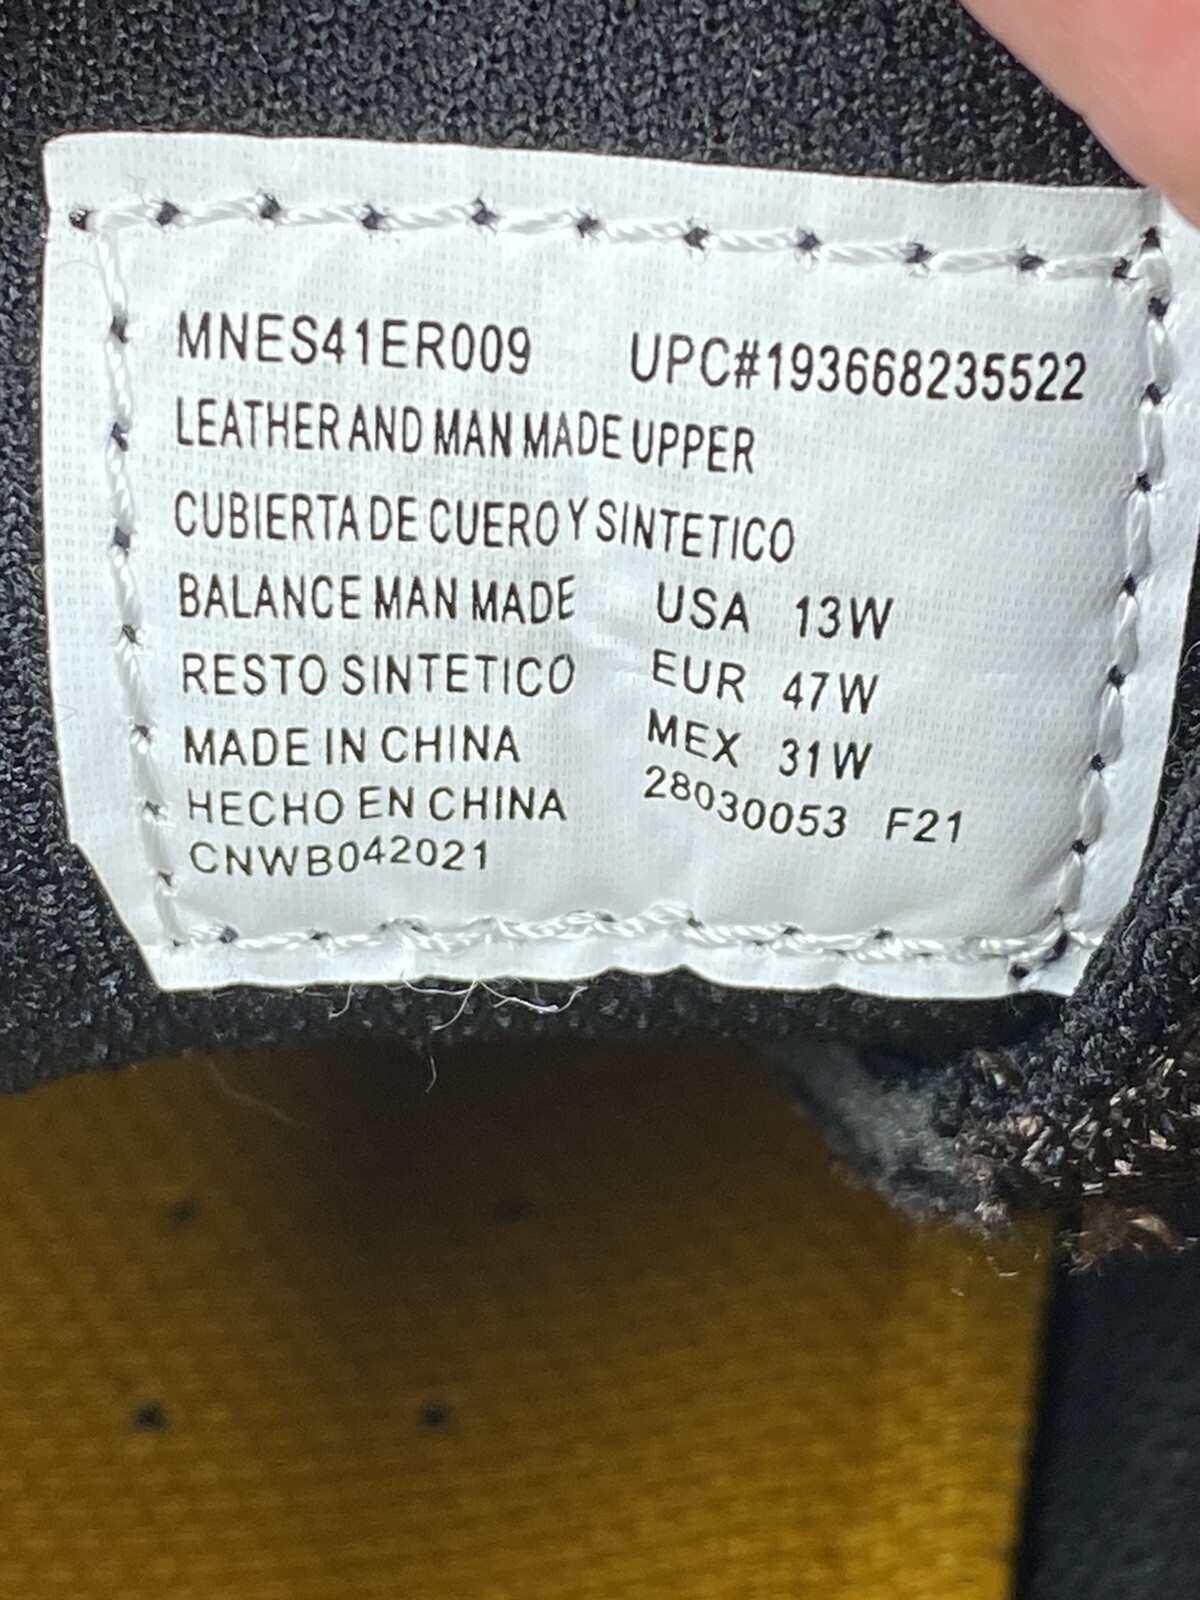 MNES41ER009 UPC#193668235522
LEATHER AND MAN MADE UPPER
CUBIERTA DE CUERO Y SINTETICO
BALANCE MAN MADE USA 13W
RESTO SINTETICO EUR 47W
MADE IN CHINA MEX 31W
HECHO EN CHINA 28030053 F21
CNWB042021